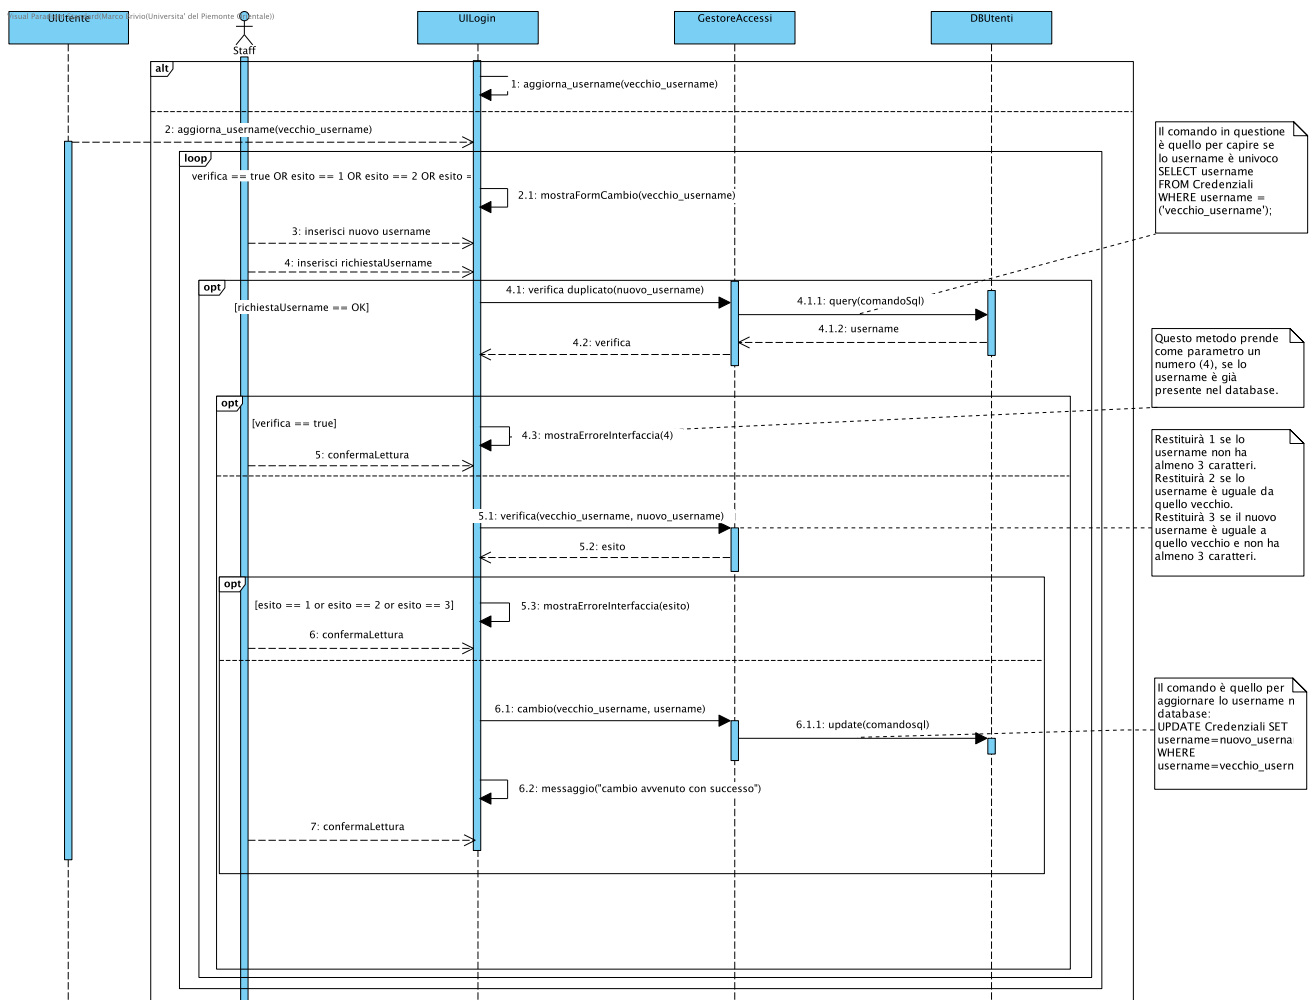 Visual Paradigm Standard(Marco Brivio(Universita' del Piemonte Orientale))
UIUtente
Staff
UILogin
GestoreAccessi
DBUtenti
alt
1: aggiorna_username(vecchio_username)
2: aggiorna_username(vecchio_username)
loop
verifica == true OR esito == 1 OR esito == 2 OR esito =
2.1: mostraFormCambio(vecchio_username)
3: inserisci nuovo username
4: inserisci richiestaUsername
opt
[richiestaUsername == OK]
4.1: verifica duplicato(nuovo_username)
4.1.1: query(comandoSql)
4.1.2: username
4.2: verifica
opt
[verifica == true]
4.3: mostraErroreInterfaccia(4)
5: confermaLettura
5.1: verifica(vecchio_username, nuovo_username)
5.2: esito
opt
[esito == 1 or esito == 2 or esito == 3]
5.3: mostraErroreInterfaccia(esito)
6: confermaLettura
6.1: cambio(vecchio_username, username)
6.1.1: update(comandosql)
6.2: messaggio("cambio avvenuto con successo")
7: confermaLettura
Il comando in questione
è quello per capire se
lo username è univoco
SELECT username
FROM Credenziali
WHERE username =
('vecchio_username');
Questo metodo prende
come parametro un
numero (4), se lo
username è già
presente nel database.
Restituirà 1 se lo
username non ha
almeno 3 caratteri.
Restituirà 2 se lo
username è uguale da
quello vecchio.
Restituirà 3 se il nuovo
username è uguale a
quello vecchio e non ha
almeno 3 caratteri.
Il comando è quello per
aggiornare lo username n
database:
UPDATE Credenziali SET
username=nuovo_userna
WHERE
username=vecchio_usern